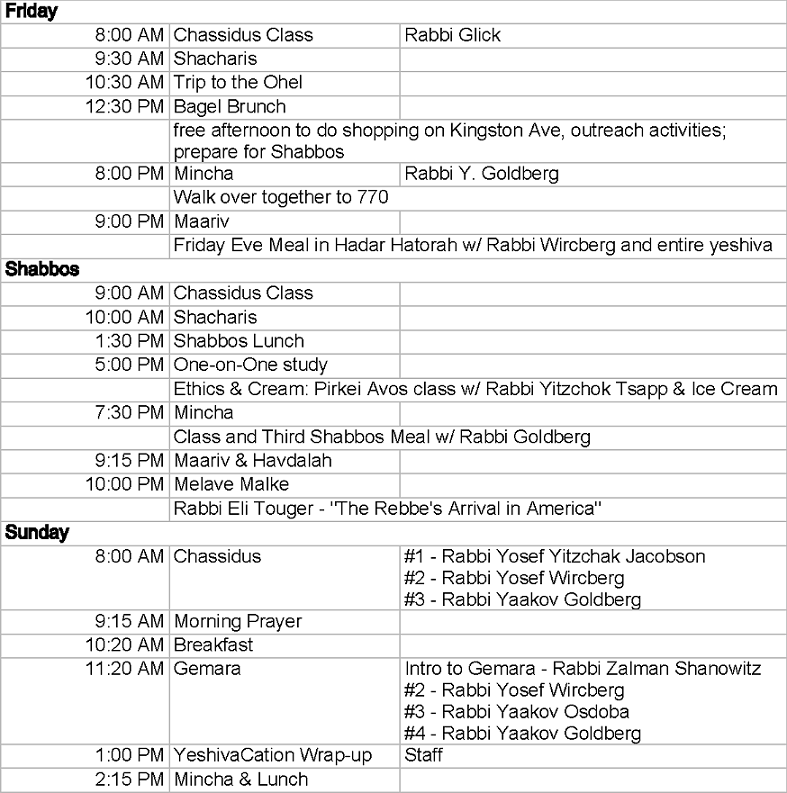 Friday
8:00 AM Chassidus Class Rabbi Glick
9:30 AM Shacharis
10:30 AM Trip to the Ohel
12:30 PM Bagel Brunch
free afternoon to do shopping on Kingston Ave, outreach activities;
prepare for Shabbos
8:00 PM Mincha Rabbi Y. Goldberg
Walk over together to 770
9:00 PM Maariv
Friday Eve Meal in Hadar Hatorah w/ Rabbi Wircberg and entire yeshiva
Shabbos
9:00 AM Chassidus Class
10:00 AM Shacharis
1:30 PM Shabbos Lunch
5:00 PM One-on-One study
Ethics & Cream: Pirkei Avos class w/ Rabbi Yitzchok Tsapp & Ice Cream
7:30 PM Mincha
Class and Third Shabbos Meal w/ Rabbi Goldberg
9:15 PM Maariv & Havdalah
10:00 PM Melave Malke
Rabbi Eli Touger - "The Rebbe's Arrival in America"
Sunday
8:00 AM Chassidus #1 - Rabbi Yosef Yitzchak Jacobson
#2 - Rabbi Yosef Wircberg
#3 - Rabbi Yaakov Goldberg
9:15 AM Morning Prayer
10:20 AM Breakfast
11:20 AM Gemara Intro to Gemara - Rabbi Zalman Shanowitz
#2 - Rabbi Yosef Wircberg
#3 - Rabbi Yaakov Osdoba
#4 - Rabbi Yaakov Goldberg
1:00 PM YeshivaCation Wrap-up Staff
2:15 PM Mincha & Lunch